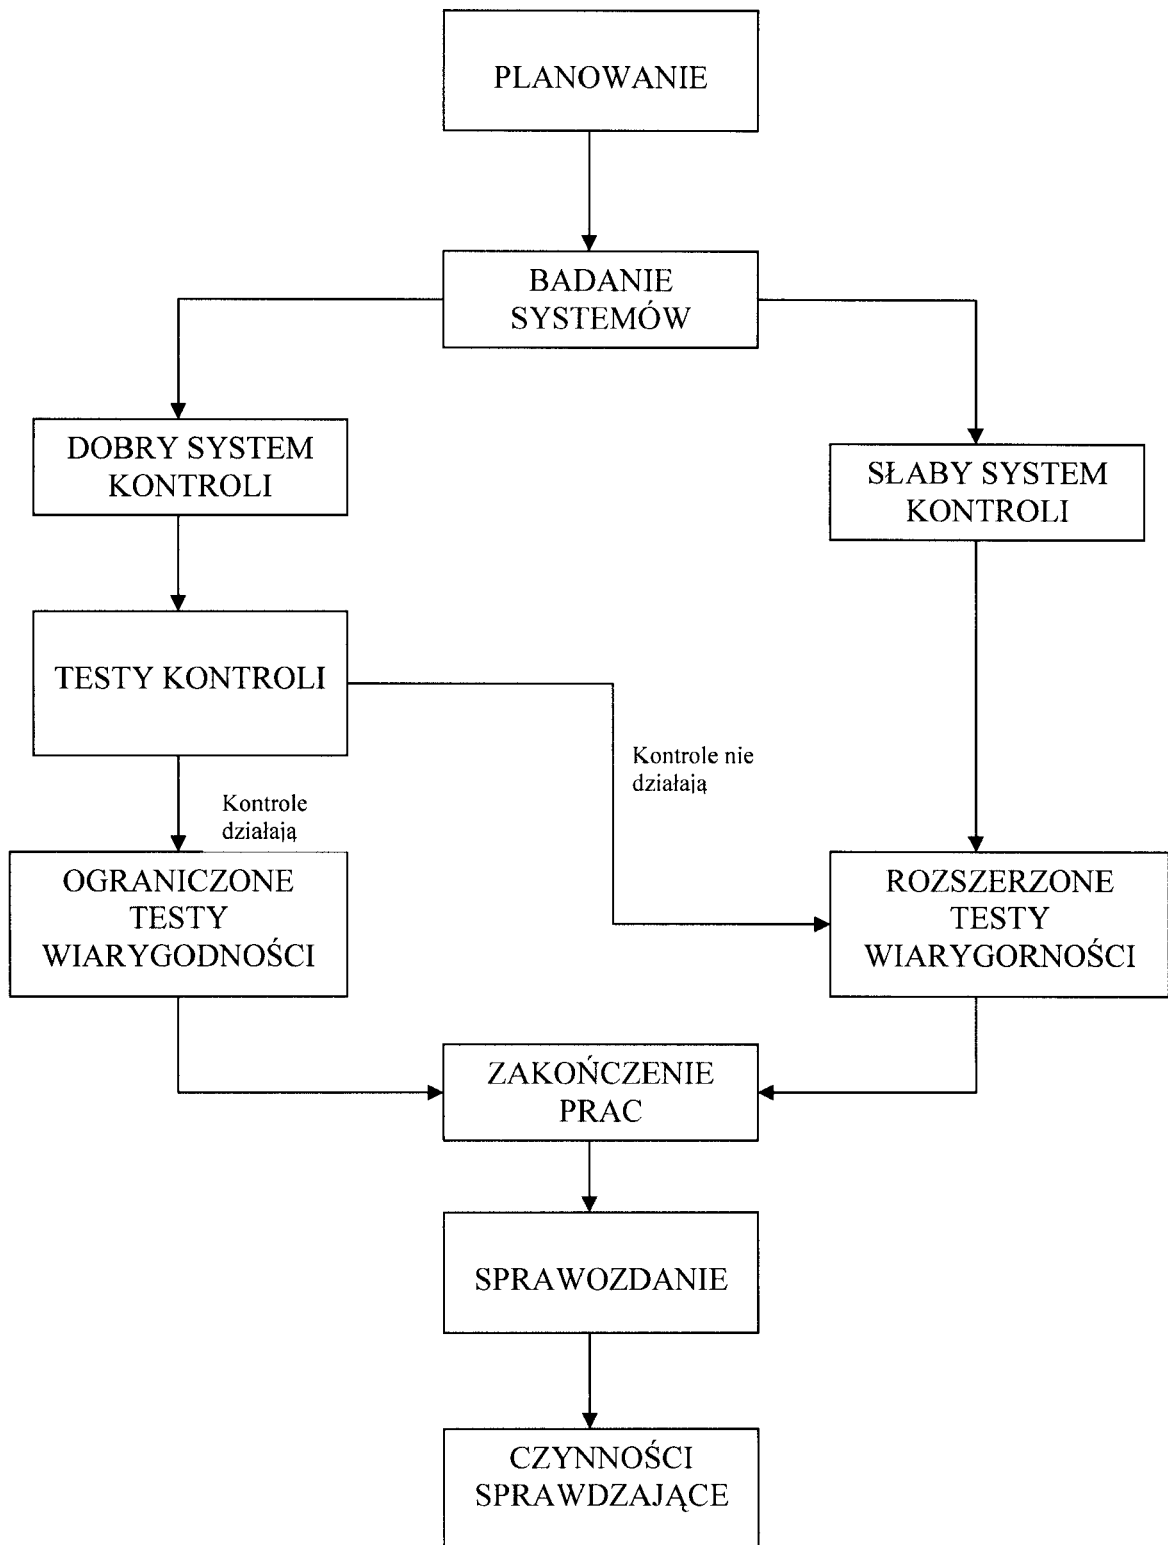 PLANOWANIE
BADANIE
SYSTEMÓW
DOBRY SYSTEM
KONTROLI
SŁABY SYSTEM
KONTROLI
TESTY KONTROLI
Kontrole nie
działają
Kontrole
działają
OGRANICZONE
TESTY
WIARYGODNOŚCI
ROZSZERZONE
TESTY
WIARYGORNOŚCI
ZAKOŃCZENIE
PRAC
SPRAWOZDANIE
CZYNNOŚCI
SPRAWDZAJĄCE